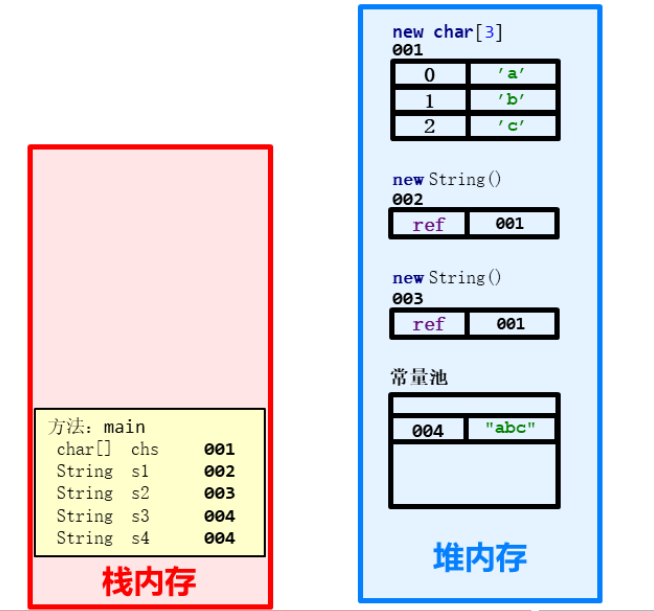 new char[3]
001
0 'a'
1 'b'
2 'c'
new String()
002
ref 001
new String()
003
ref 001
常量池
004 "abc"
堆内存
方法：main
char[] chs 001
String s1 002
String s2 003
String s3 004
String s4 004
栈内存